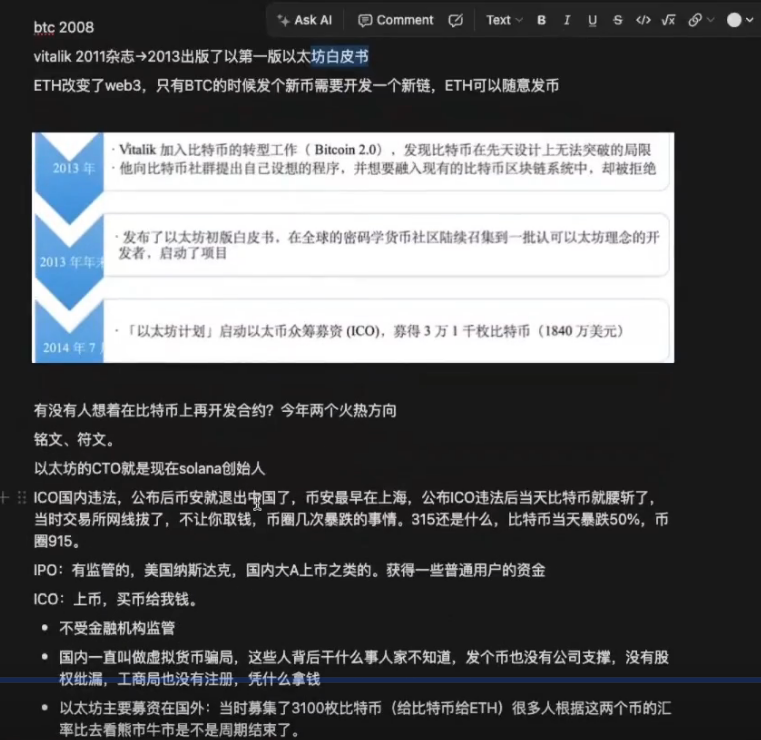 Ask AI Comment Text B I U S </> √x
btc 2008
vitalik 2011杂志→2013出版了以第一版以太坊白皮书
ETH改变了web3，只有BTC的时候发个新币需要开发一个新链，ETH可以随意发币
2013 年
· Vitalik 加入比特币的转型工作（ Bitcoin 2.0），发现比特币在先天设计上无法突破的局限
· 他向比特币社群提出自己设想的程序，并想要融入现有的比特币区块链系统中，却被拒绝
2013 年年
· 发布了以太坊初版白皮书，在全球的密码学货币社区陆续召集到一批认可以太坊理念的开
发者，启动了项目
2014 年 7
· 「以太坊计划」启动以太币众筹募资 (ICO)，募得 3 万 1 千枚比特币（1840 万美元）
有没有人想着在比特币上再开发合约？今年两个火热方向
铭文、符文。
以太坊的CTO就是现在solana创始人
ICO国内违法，公布后币安就退出中国了，币安最早在上海，公布ICO违法后当天比特币就腰斩了，
当时交易所网线拔了，不让你取钱，币圈几次暴跌的事情。315还是什么，比特币当天暴跌50%，币
圈915。
IPO：有监管的，美国纳斯达克，国内大A上市之类的。获得一些普通用户的资金
ICO：上币，买币给我钱。
• 不受金融机构监管
• 国内一直叫做虚拟货币骗局，这些人背后干什么事人家不知道，发个币也没有公司支撑，没有股
权纰漏，工商局也没有注册，凭什么拿钱
• 以太坊主要募资在国外：当时募集了3100枚比特币（给比特币给ETH）很多人根据这两个币的汇
率比去看熊市牛市是不是周期结束了。